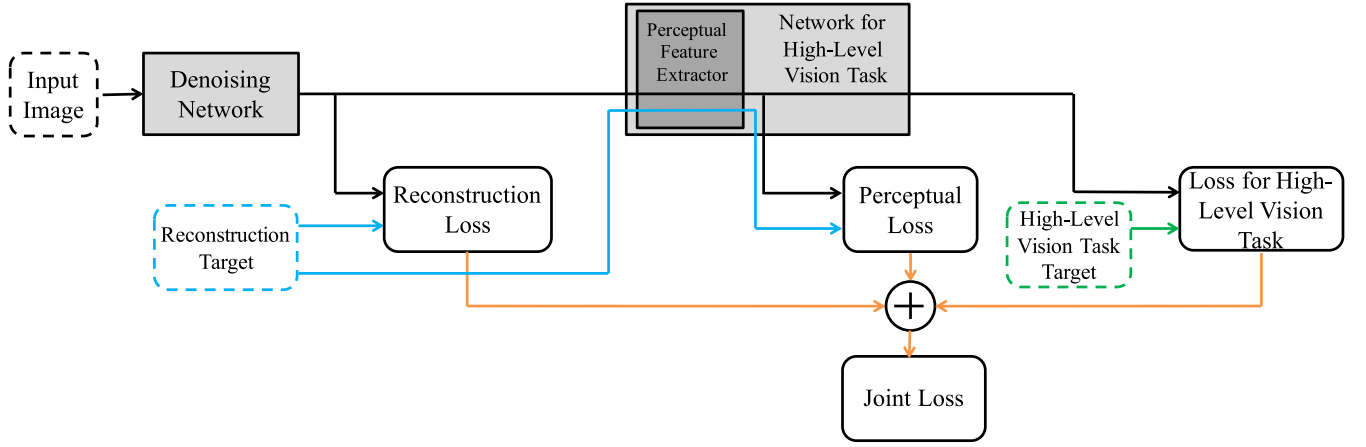 Input
Image
Denoising
Network
Perceptual
Feature
Extractor
Network for
High-Level
Vision Task
Reconstruction
Loss
Perceptual
Loss
Loss for High-
Level Vision
Task
Reconstruction
Target
High-Level
Vision Task
Target
Joint Loss